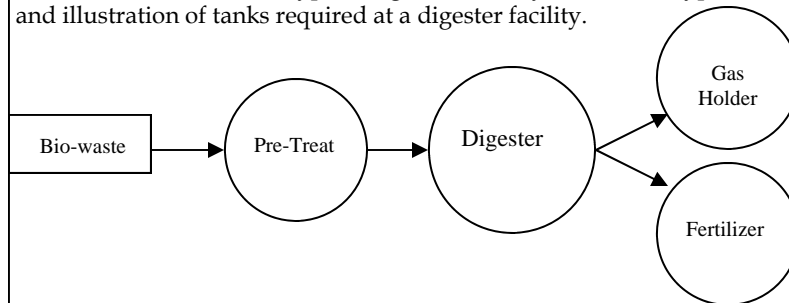 and illustration of tanks required at a digester facility.
Bio-waste
Pre-Treat
Digester
Gas
Holder
Fertilizer